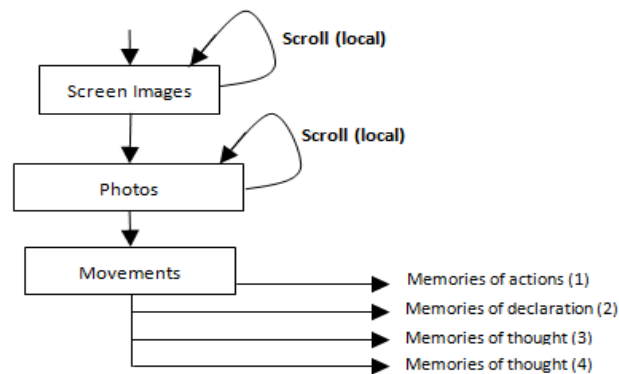 Scroll (local)
Screen Images
Scroll (local)
Photos
Movements
Memories of actions (1)
Memories of declaration (2)
Memories of thought (3)
Memories of thought (4)